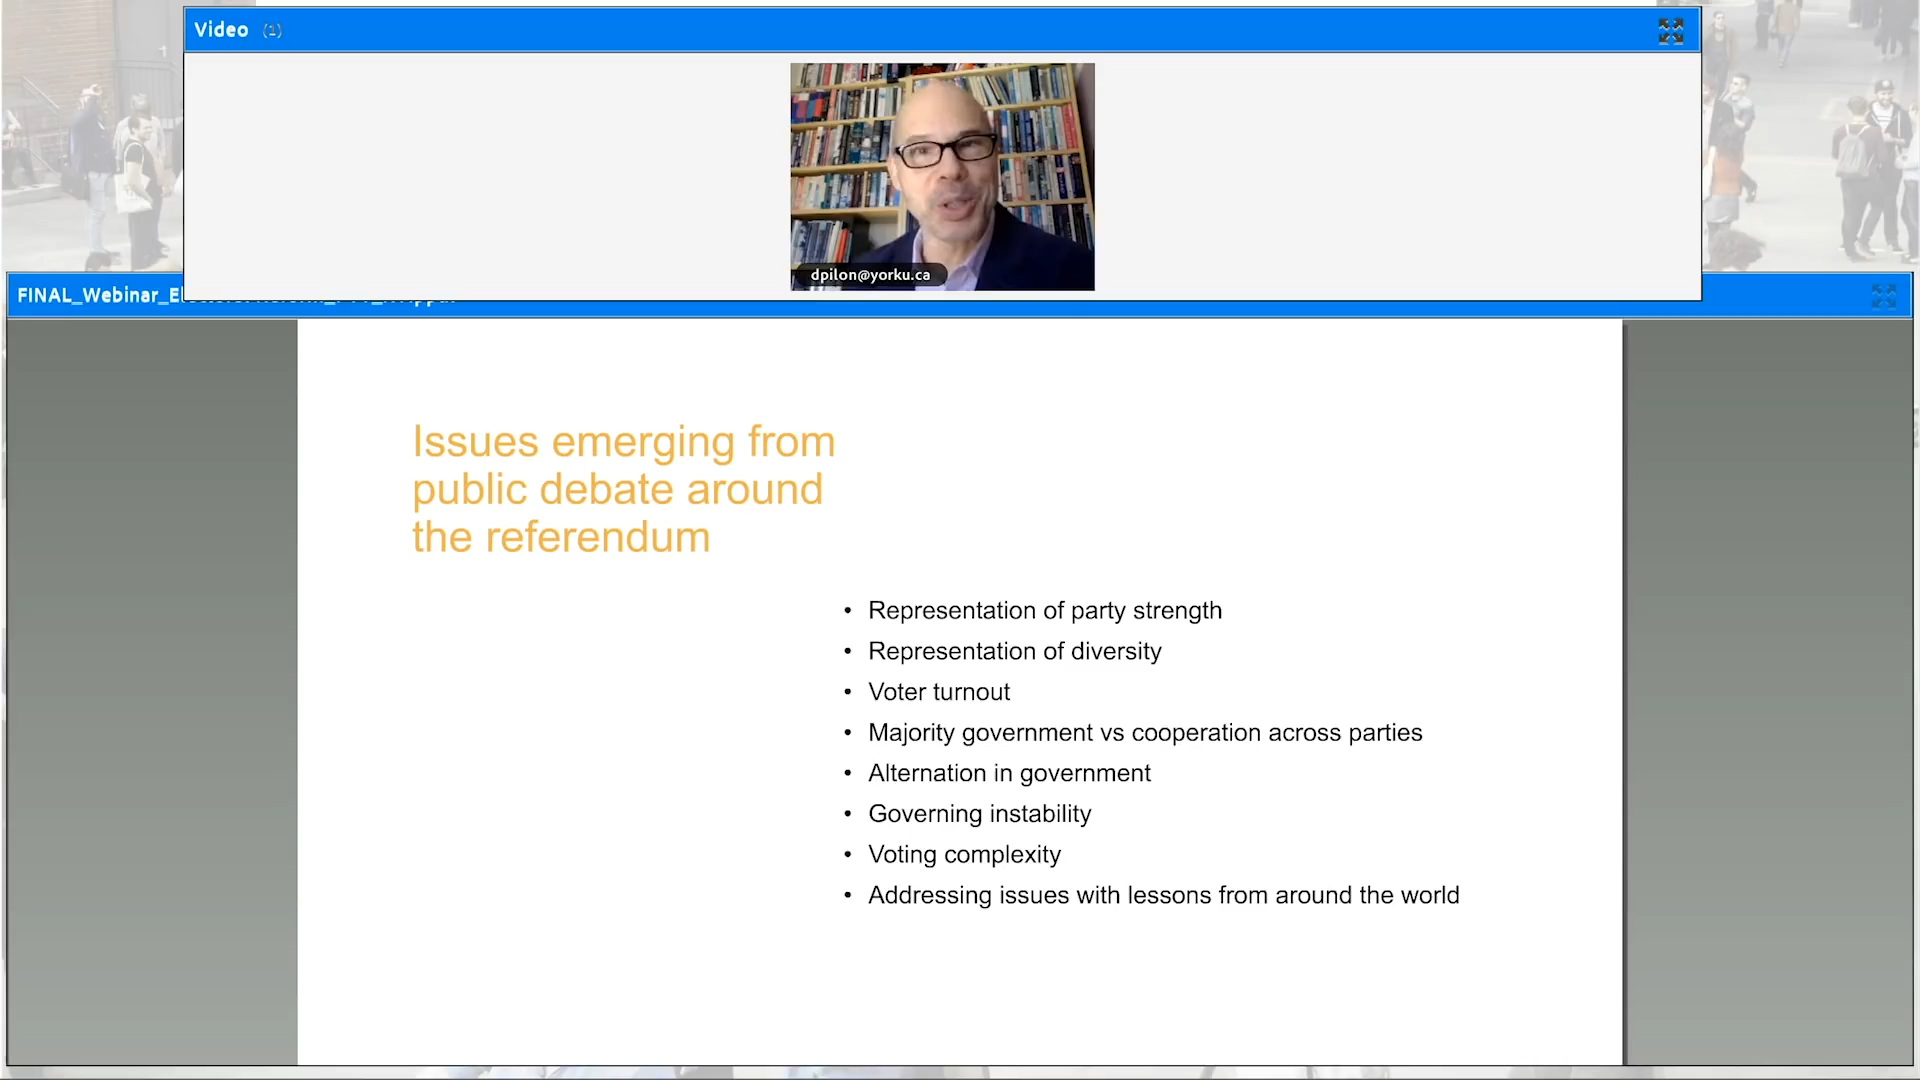 Video (1)
dpilon@yorku.ca
FINAL_Webinar_
Issues emerging from
public debate around
the referendum
• Representation of party strength
• Representation of diversity
• Voter turnout
• Majority government vs cooperation across parties
• Alternation in government
• Governing instability
• Voting complexity
• Addressing issues with lessons from around the world